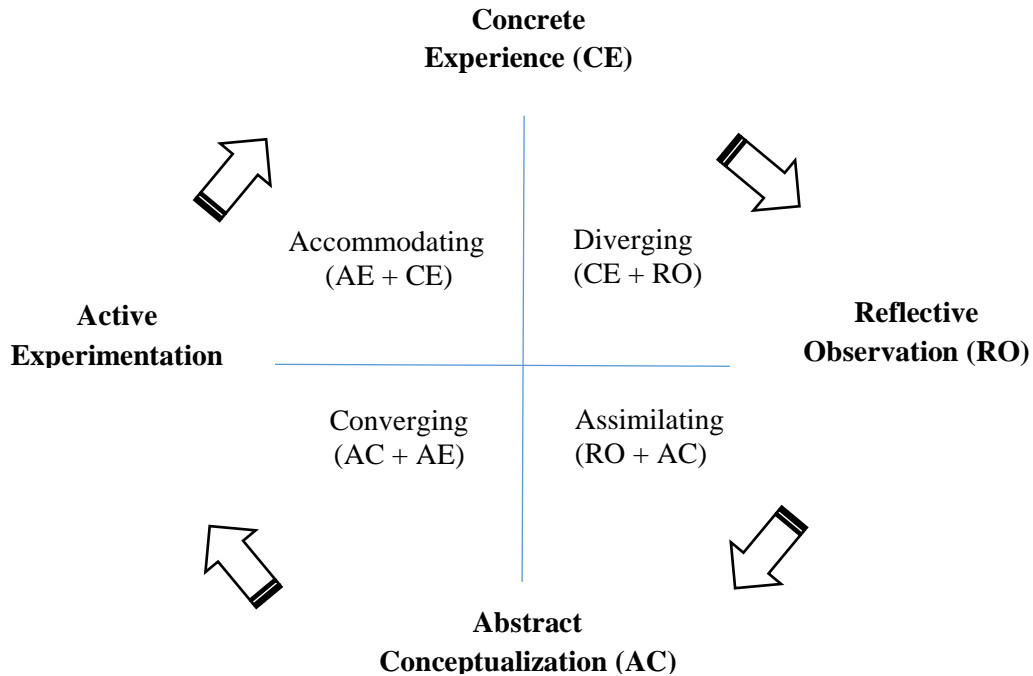 Concrete
Experience (CE)
Accommodating
(AE + CE)
Diverging
(CE + RO)
Active
Experimentation
Reflective
Observation (RO)
Converging
(AC + AE)
Assimilating
(RO + AC)
Abstract
Conceptualization (AC)